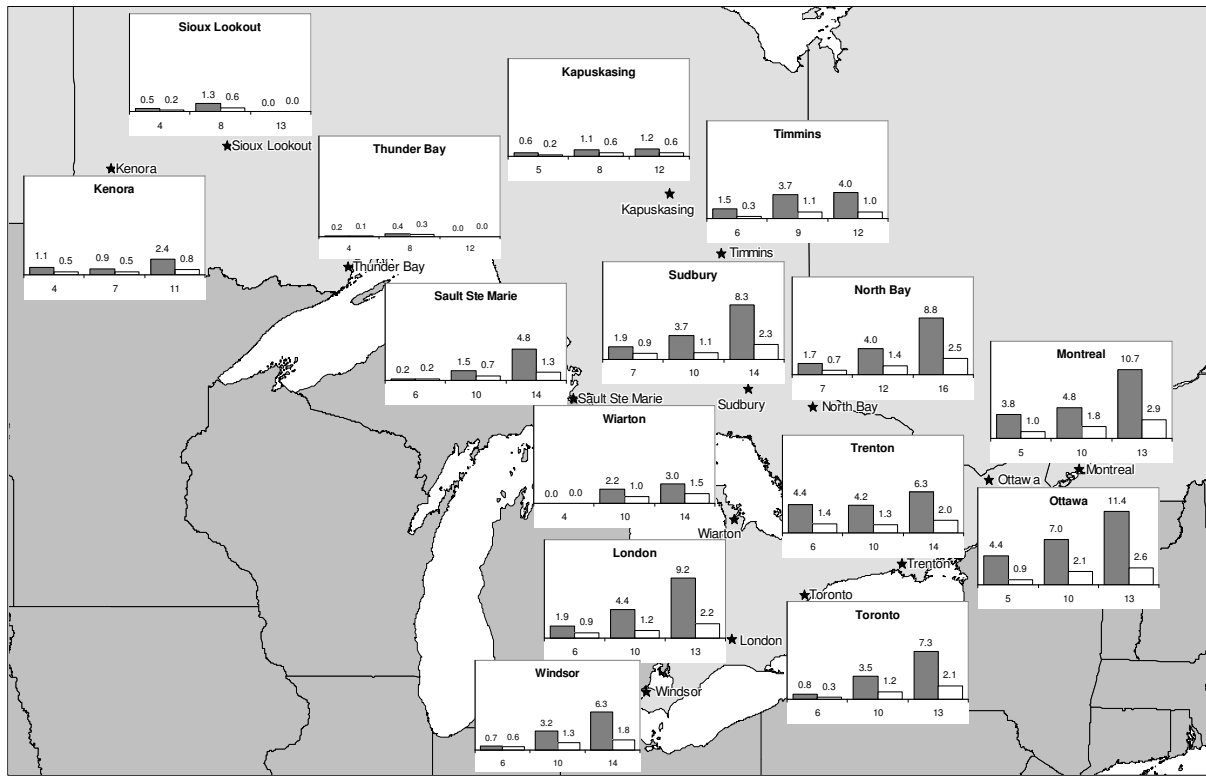 Sioux Lookout
0.5 0.2 1.3 0.6 0.0 0.0
4 8 13
Sioux Lookout
Kapuskasing
0.6 0.2 1.1 0.6 1.2 0.6
5 8 12
Kapuskasing
Thunder Bay
0.2 0.1 0.4 0.3 0.0 0.0
4 8 12
Thunder Bay
Timmins
1.5 0.3 3.7 1.1 4.0 1.0
6 9 12
Timmins
Kenora
Kenora
1.1 0.5 0.9 0.5 2.4 0.8
4 7 11
Sault Ste Marie
0.2 0.2 1.5 0.7 4.8 1.3
6 10 14
Sault Ste Marie
Sudbury
1.9 0.9 3.7 1.1 8.3 2.3
7 10 14
Sudbury
North Bay
1.7 0.7 4.0 1.4 8.8 2.5
7 12 16
North Bay
Montreal
3.8 1.0 4.8 1.8 10.7 2.9
5 10 13
Montreal
Wiarton
0.0 0.0 2.2 1.0 3.0 1.5
4 10 14
Wiarton
Trenton
4.4 1.4 4.2 1.3 6.3 2.0
6 10 14
Trenton
Ottawa
Ottawa
4.4 0.9 7.0 2.1 11.4 2.6
5 10 13
London
1.9 0.9 4.4 1.2 9.2 2.2
6 10 13
London
Toronto
Toronto
0.8 0.3 3.5 1.2 7.3 2.1
6 10 13
Windsor
0.7 0.6 3.2 1.3 6.3 1.8
6 10 14
Windsor